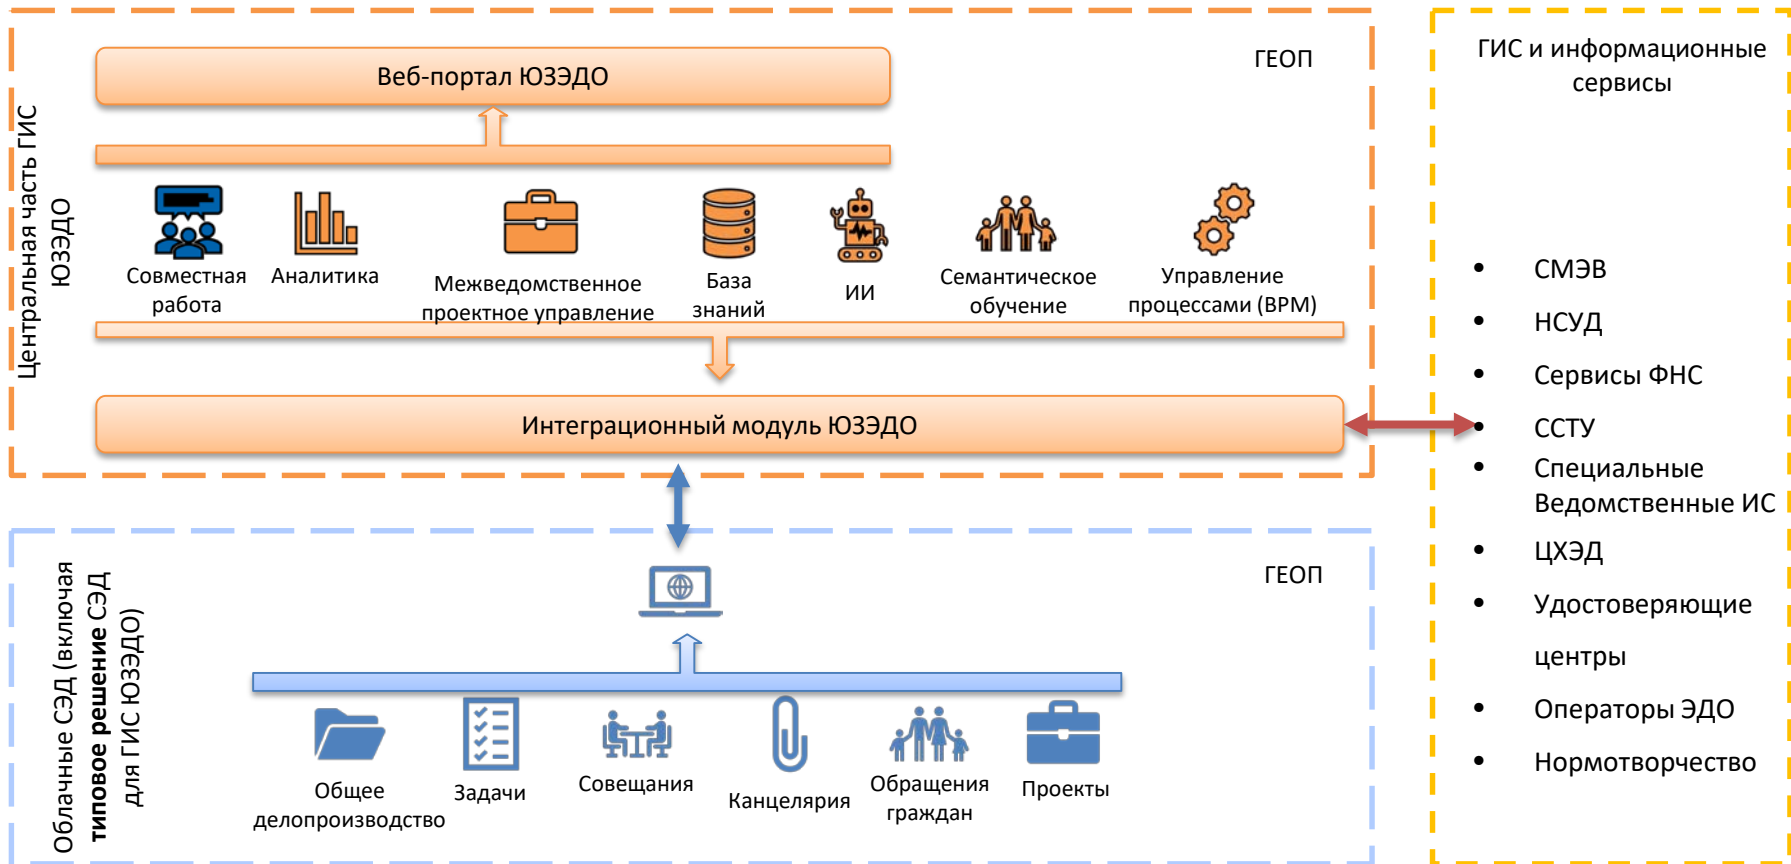 Центральная часть ГИС
ЮЗЭДО
ГЕОП
Веб-портал ЮЗЭДО
Совместная
работа
Аналитика
Межведомственное
проектное управление
База
знаний
ИИ
Семантическое
обучение
Управление
процессами (BPM)
Интеграционный модуль ЮЗЭДО
Облачные СЭД (включая
типовое решение СЭД
для ГИС ЮЗЭДО)
ГЕОП
Общее
делопроизводство
Задачи
Совещания
Канцелярия
Обращения
граждан
Проекты
ГИС и информационные
сервисы
• СМЭВ
• НСУД
• Сервисы ФНС
• ССТУ
• Специальные
Ведомственные ИС
• ЦХЭД
• Удостоверяющие
центры
• Операторы ЭДО
• Нормотворчество